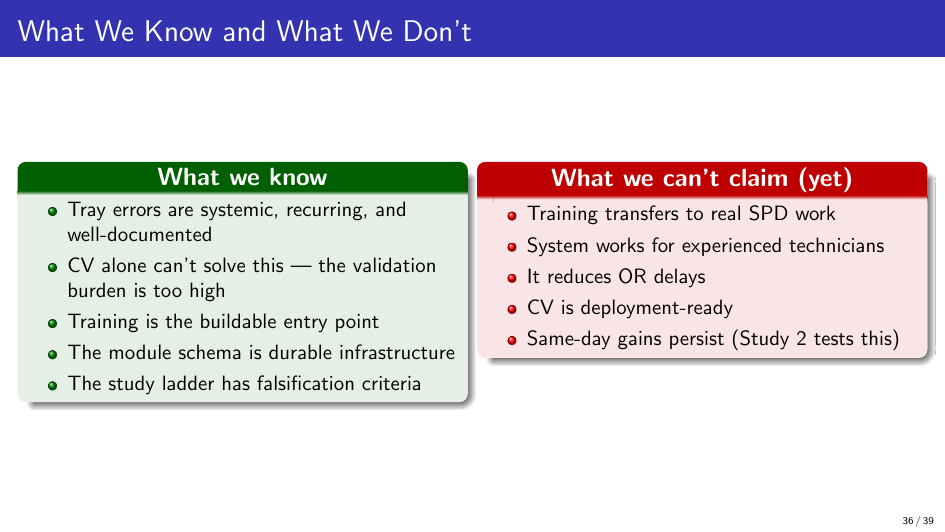 What We Know and What We Don't
What we know
Tray errors are systemic, recurring, and
well-documented
CV alone can't solve this — the validation
burden is too high
Training is the buildable entry point
The module schema is durable infrastructure
The study ladder has falsification criteria
What we can't claim (yet)
Training transfers to real SPD work
System works for experienced technicians
It reduces OR delays
CV is deployment-ready
Same-day gains persist (Study 2 tests this)
36 / 39